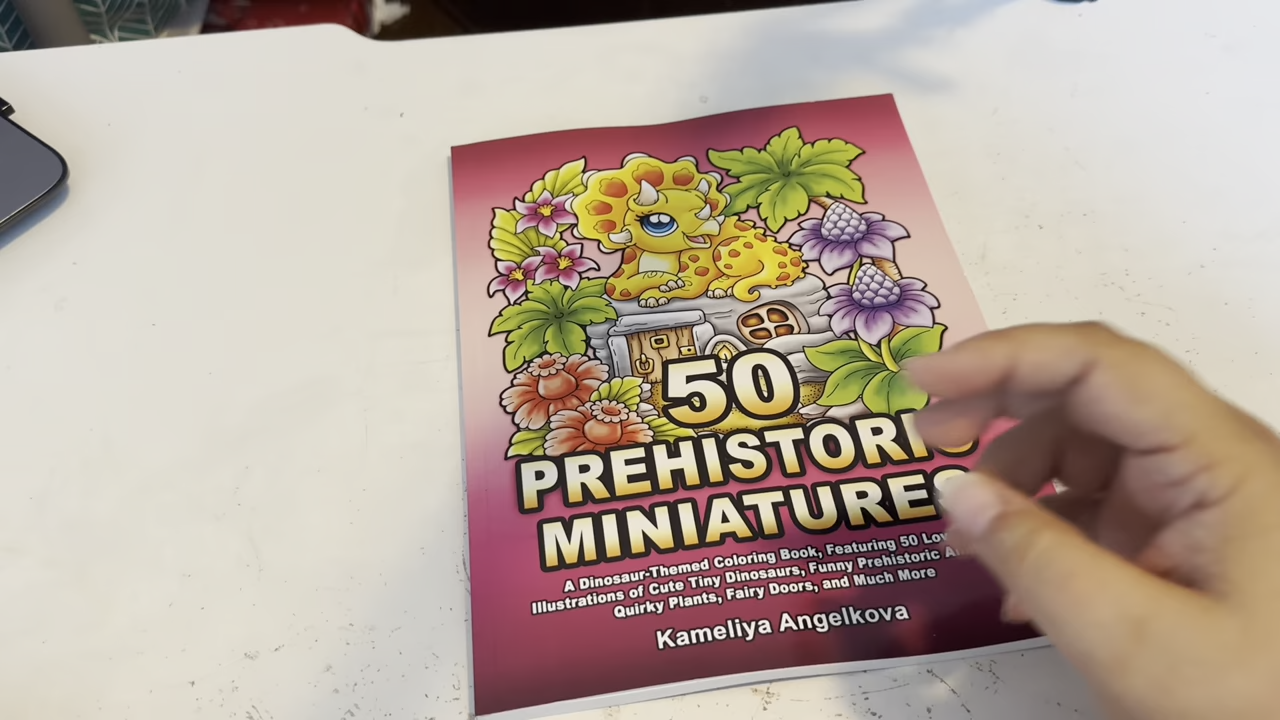 50
PREHISTORIC
MINIATURES
A Dinosaur-Themed Coloring Book, Featuring 50
Illustrations of Cute Tiny Dinosaurs, Funny Prehistoric
Quirky Plants, Fairy Doors, and Much More
Kameliya Angelkova